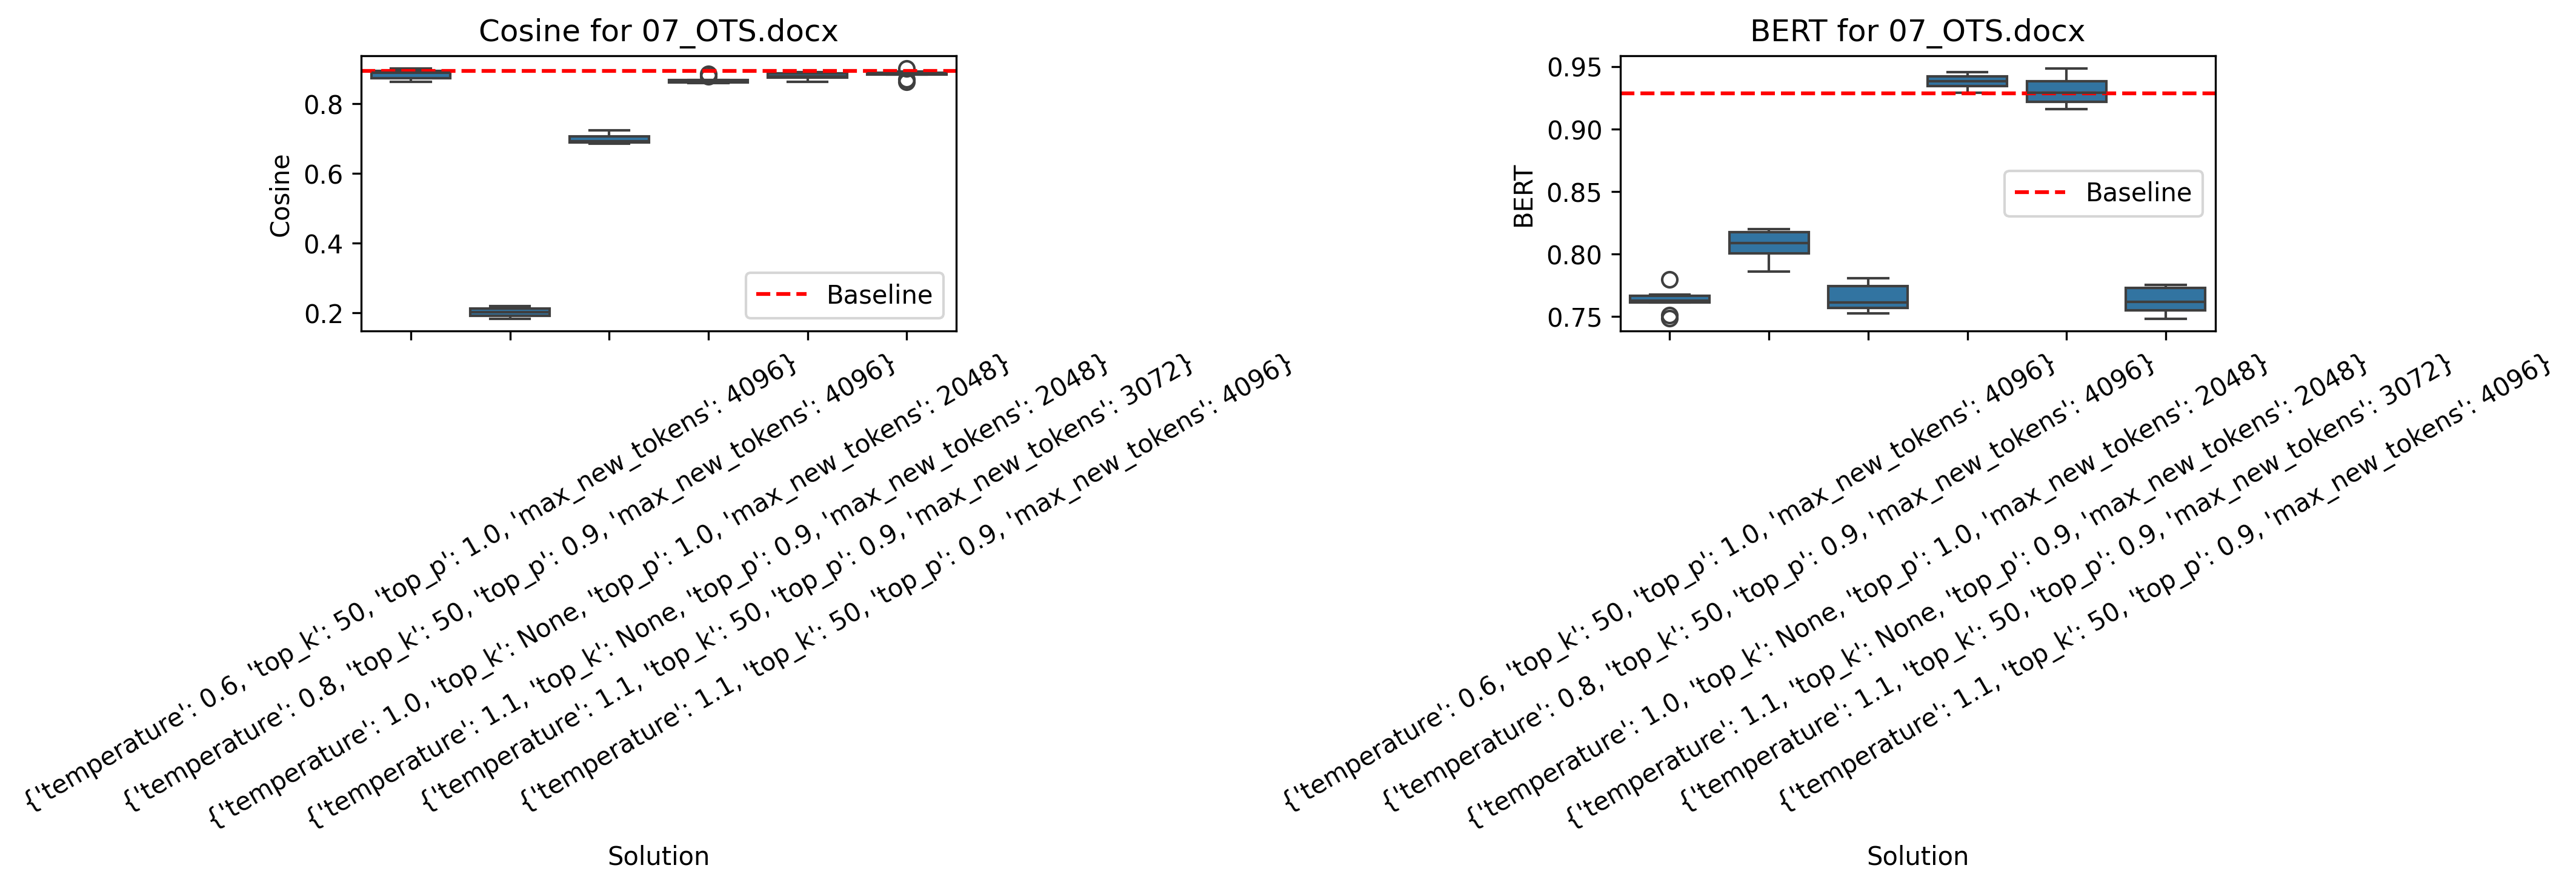 Cosine for 07_OTS.docx
Cosine
0.8
0.6
0.4
0.2
Baseline
{'temperature': 0.6, 'top_k': 50, 'top_p': 1.0, 'max_new_tokens': 4096}
{'temperature': 0.8, 'top_k': 50, 'top_p': 0.9, 'max_new_tokens': 4096}
{'temperature': 1.0, 'top_k': None, 'top_p': 1.0, 'max_new_tokens': 2048}
{'temperature': 1.1, 'top_k': None, 'top_p': 0.9, 'max_new_tokens': 2048}
{'temperature': 1.1, 'top_k': 50, 'top_p': 0.9, 'max_new_tokens': 3072}
{'temperature': 1.1, 'top_k': 50, 'top_p': 0.9, 'max_new_tokens': 4096}
Solution
BERT for 07_OTS.docx
BERT
0.95
0.90
0.85
0.80
0.75
Baseline
{'temperature': 0.6, 'top_k': 50, 'top_p': 1.0, 'max_new_tokens': 4096}
{'temperature': 0.8, 'top_k': 50, 'top_p': 0.9, 'max_new_tokens': 4096}
{'temperature': 1.0, 'top_k': None, 'top_p': 1.0, 'max_new_tokens': 2048}
{'temperature': 1.1, 'top_k': None, 'top_p': 0.9, 'max_new_tokens': 2048}
{'temperature': 1.1, 'top_k': 50, 'top_p': 0.9, 'max_new_tokens': 3072}
{'temperature': 1.1, 'top_k': 50, 'top_p': 0.9, 'max_new_tokens': 4096}
Solution